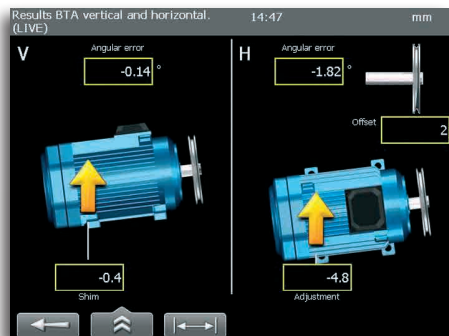 Results BTA vertical and horizontal. 14:47 mm
(LIVE)
V
Angular error
-0.14 °
-0.4
Shim
H
Angular error
-1.82 °
Offset
2
-4.8
Adjustment